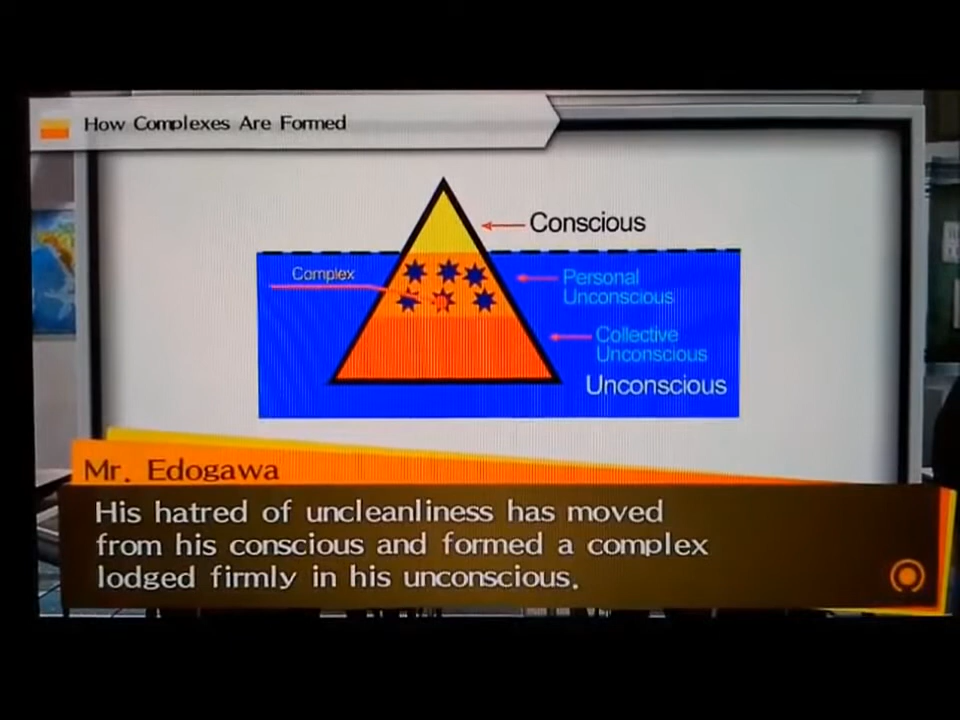 How Complexes Are Formed
Conscious
Complex
Personal
Unconscious
Collective
Unconscious
Unconscious
Mr. Edogawa
His hatred of uncleanliness has moved
from his conscious and formed a complex
lodged firmly in his unconscious.